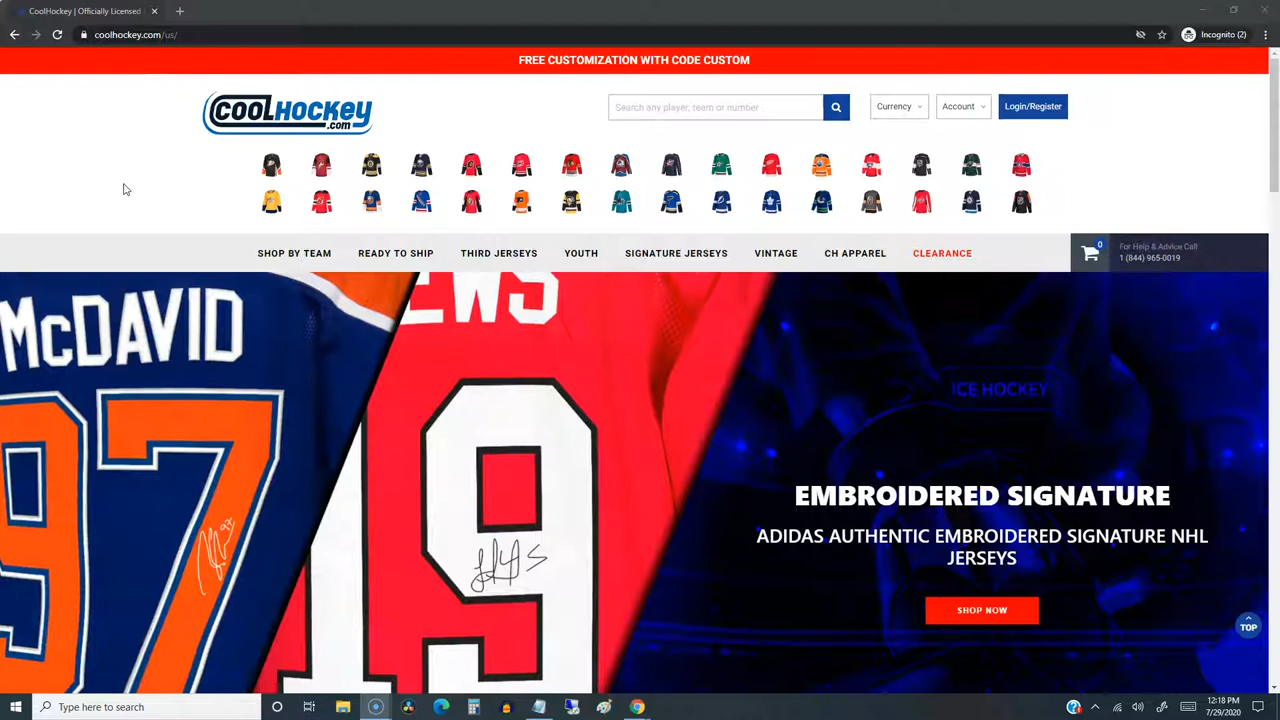 CoolHockey | Officially Licensed
coolhockey.com/us/
Incognito (2)
FREE CUSTOMIZATION WITH CODE CUSTOM
COOLHOCKEY
.com
Search any player, team or number
Currency
Account
Login/Register
SHOP BY TEAM
READY TO SHIP
THIRD JERSEYS
YOUTH
SIGNATURE JERSEYS
VINTAGE
CH APPAREL
CLEARANCE
0
For Help & Advice Call
1 (844) 965-0019
McDAVID
EWS
97
19
ICE HOCKEY
EMBROIDERED SIGNATURE
ADIDAS AUTHENTIC EMBROIDERED SIGNATURE NHL
JERSEYS
SHOP NOW
TOP
Type here to search
12:18 PM
7/29/2020